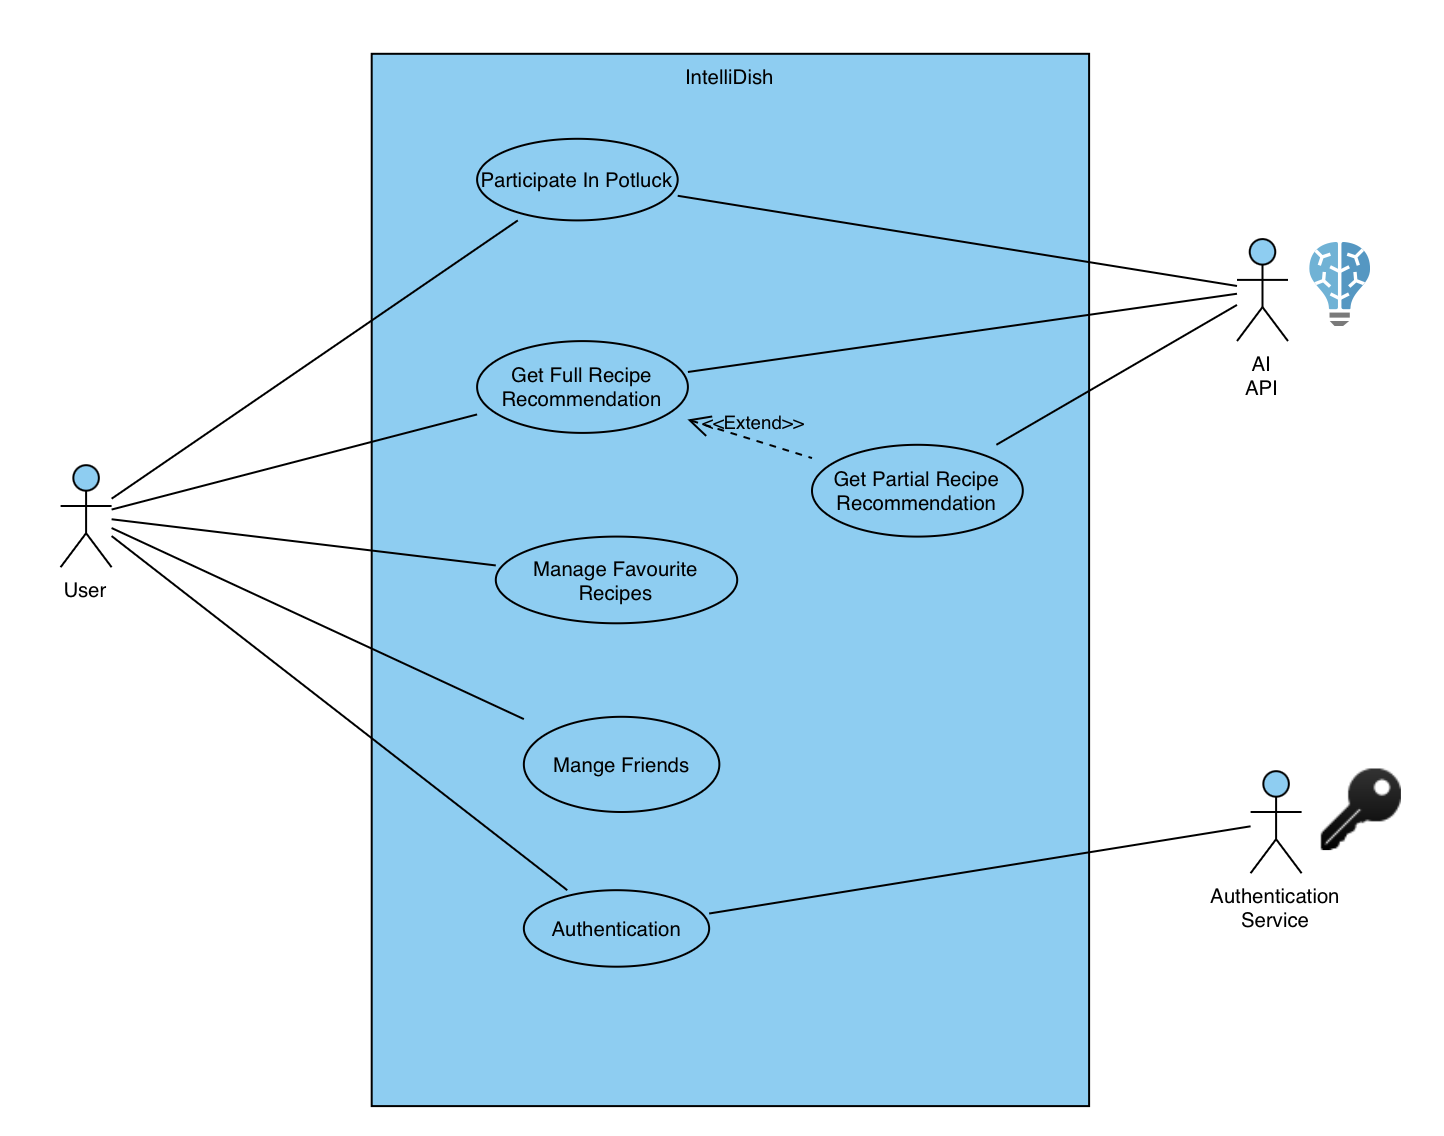 IntelliDish
Participate In Potluck
Get Full Recipe
Recommendation
<<Extend>>
Get Partial Recipe
Recommendation
Manage Favourite
Recipes
Mange Friends
Authentication
User
AI
API
Authentication
Service